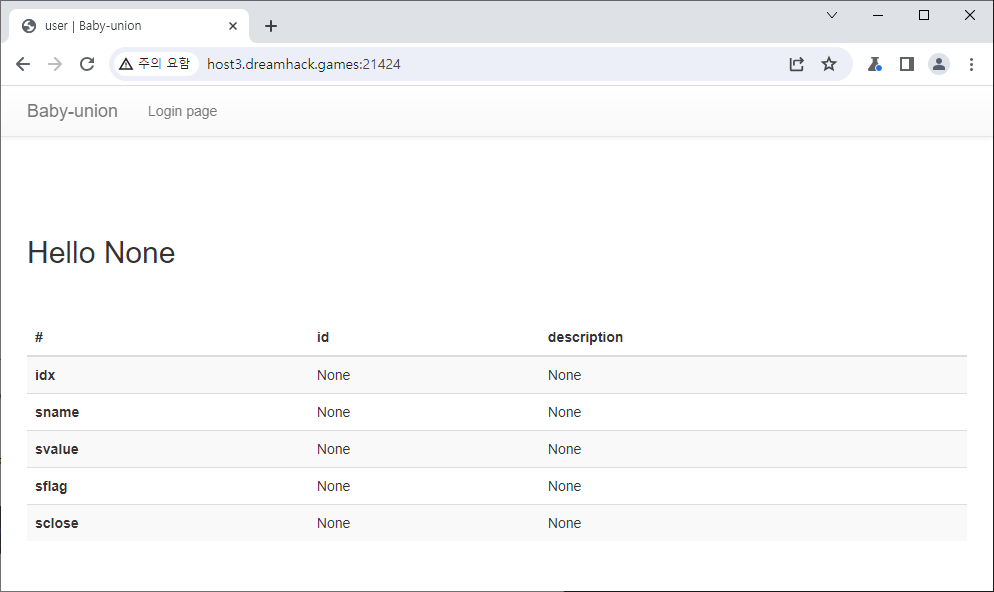 user | Baby-union
주의 요함 host3.dreamhack.games:21424
Baby-union Login page
Hello None
# id description
idx None None
sname None None
svalue None None
sflag None None
sclose None None